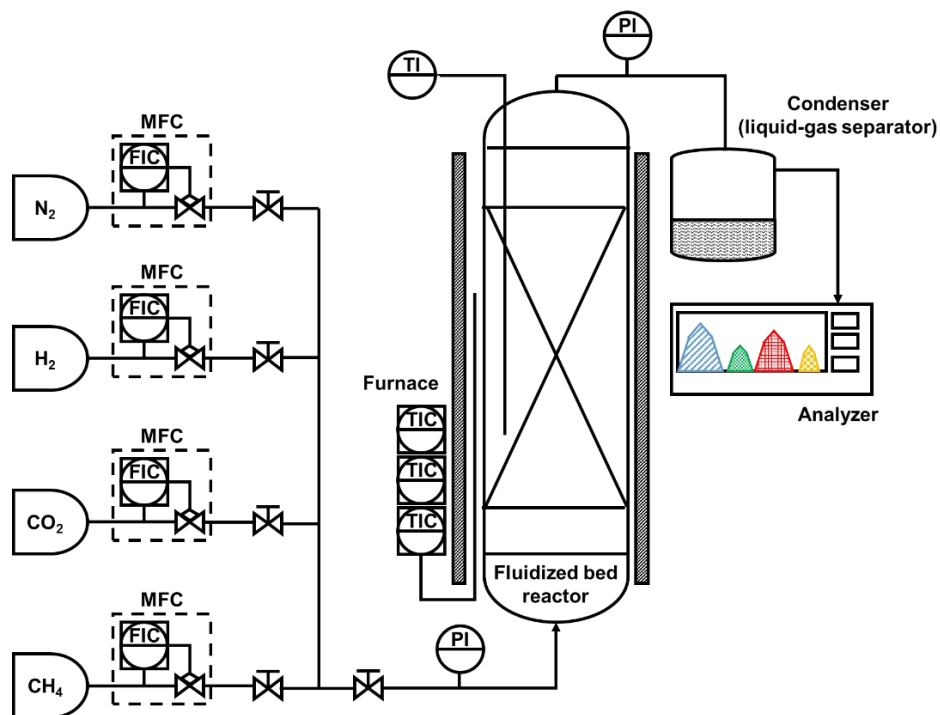 PI
TI
Condenser
(liquid-gas separator)
MFC
FIC
N₂
MFC
FIC
H₂
Furnace
TIC
TIC
TIC
Analyzer
MFC
FIC
CO₂
Fluidized bed
reactor
MFC
FIC
CH₄
PI